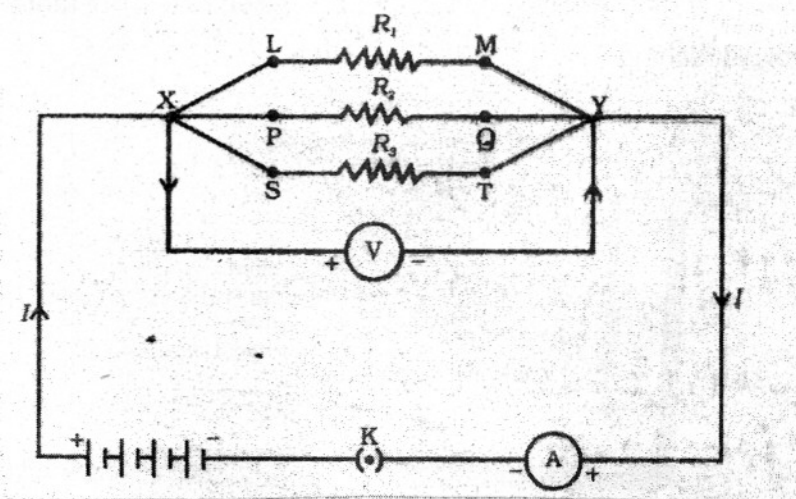 R₁
L M
R₂
X Y
P Q
R₃
S T
+ V −
I I
+ − K
− A +